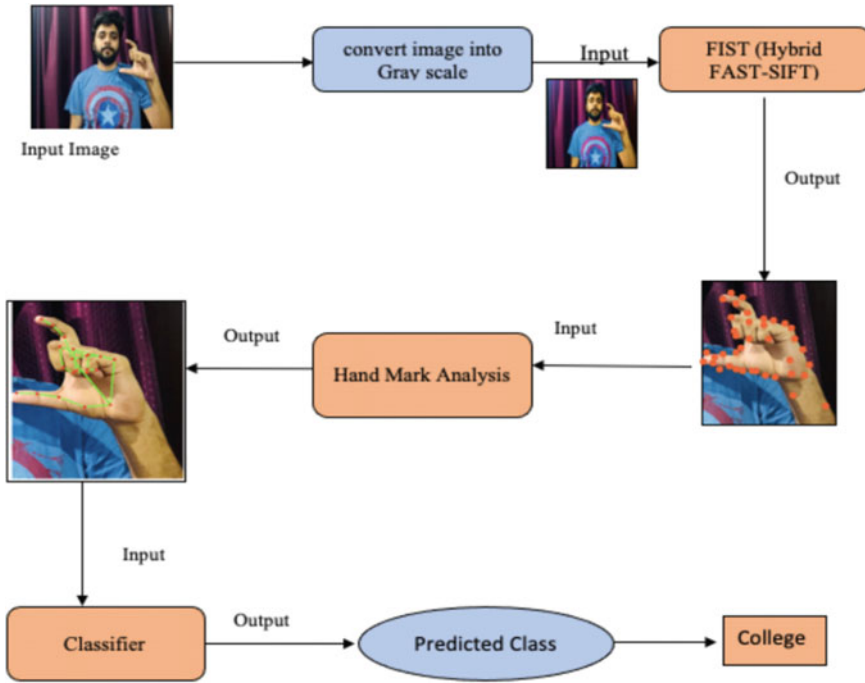 convert image into
Gray scale
Input
FIST (Hybrid
FAST-SIFT)
Input Image
Output
Output
Input
Hand Mark Analysis
Input
Classifier
Output
Predicted Class
College